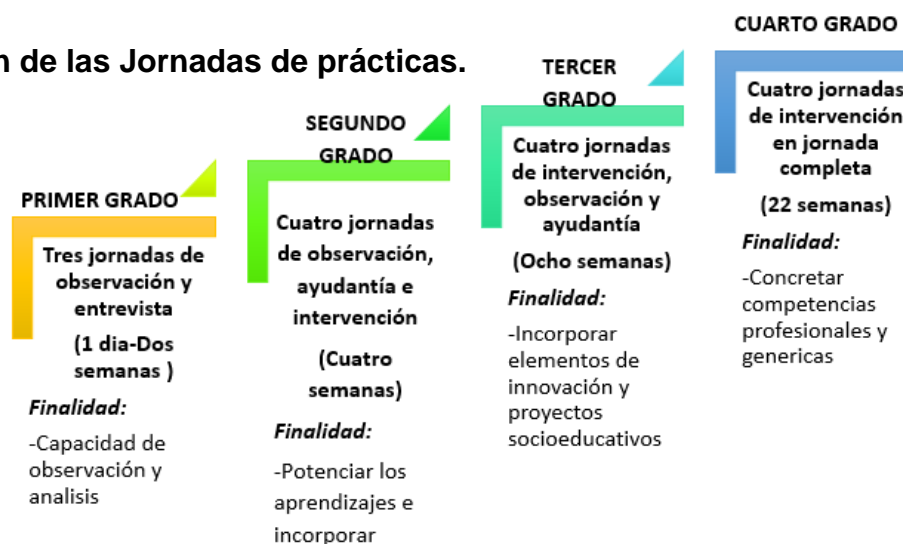 n de las Jornadas de prácticas.
PRIMER GRADO
Tres jornadas de
observación y
entrevista
(1 dia-Dos
semanas )
Finalidad:
-Capacidad de
observación y
analisis
SEGUNDO
GRADO
Cuatro jornadas
de observación,
ayudantía e
intervención
(Cuatro
semanas)
Finalidad:
-Potenciar los
aprendizajes e
incorporar
TERCER
GRADO
Cuatro jornadas
de intervención,
observación y
ayudantía
(Ocho semanas)
Finalidad:
-Incorporar
elementos de
innovación y
proyectos
socioeducativos
CUARTO GRADO
Cuatro jornadas
de intervención
en jornada
completa
(22 semanas)
Finalidad:
-Concretar
competencias
profesionales y
genericas